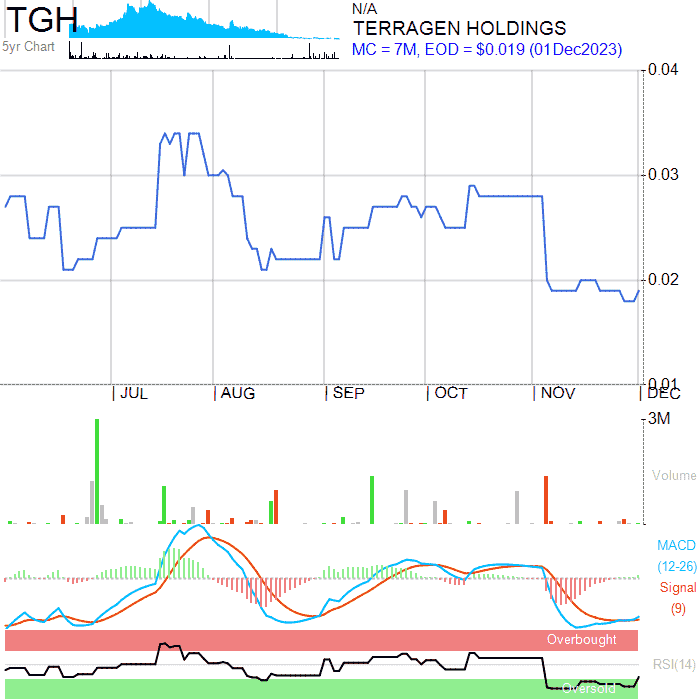 TGH
N/A
TERRAGEN HOLDINGS
5yr Chart
MC = 7M, EOD = $0.019 (01Dec2023)
0.04
0.03
0.02
0.01
| JUL | AUG | SEP | OCT | NOV | DEC
3M
Volume
MACD
(12-26)
Signal
(9)
Overbought
RSI(14)
Oversold